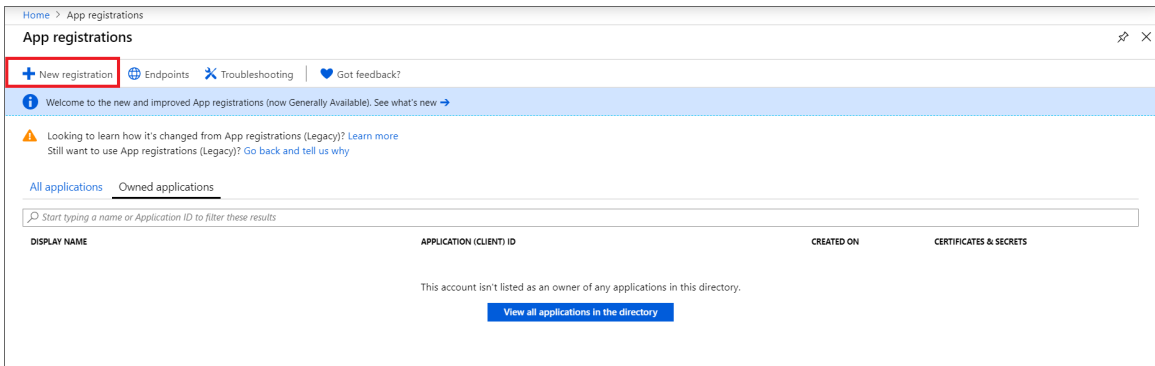 Home > App registrations
App registrations
New registration Endpoints Troubleshooting Got feedback?
Welcome to the new and improved App registrations (now Generally Available). See what's new →
Looking to learn how it's changed from App registrations (Legacy)? Learn more
Still want to use App registrations (Legacy)? Go back and tell us why
All applications Owned applications
Start typing a name or Application ID to filter these results
DISPLAY NAME APPLICATION (CLIENT) ID CREATED ON CERTIFICATES & SECRETS
This account isn't listed as an owner of any applications in this directory.
View all applications in the directory